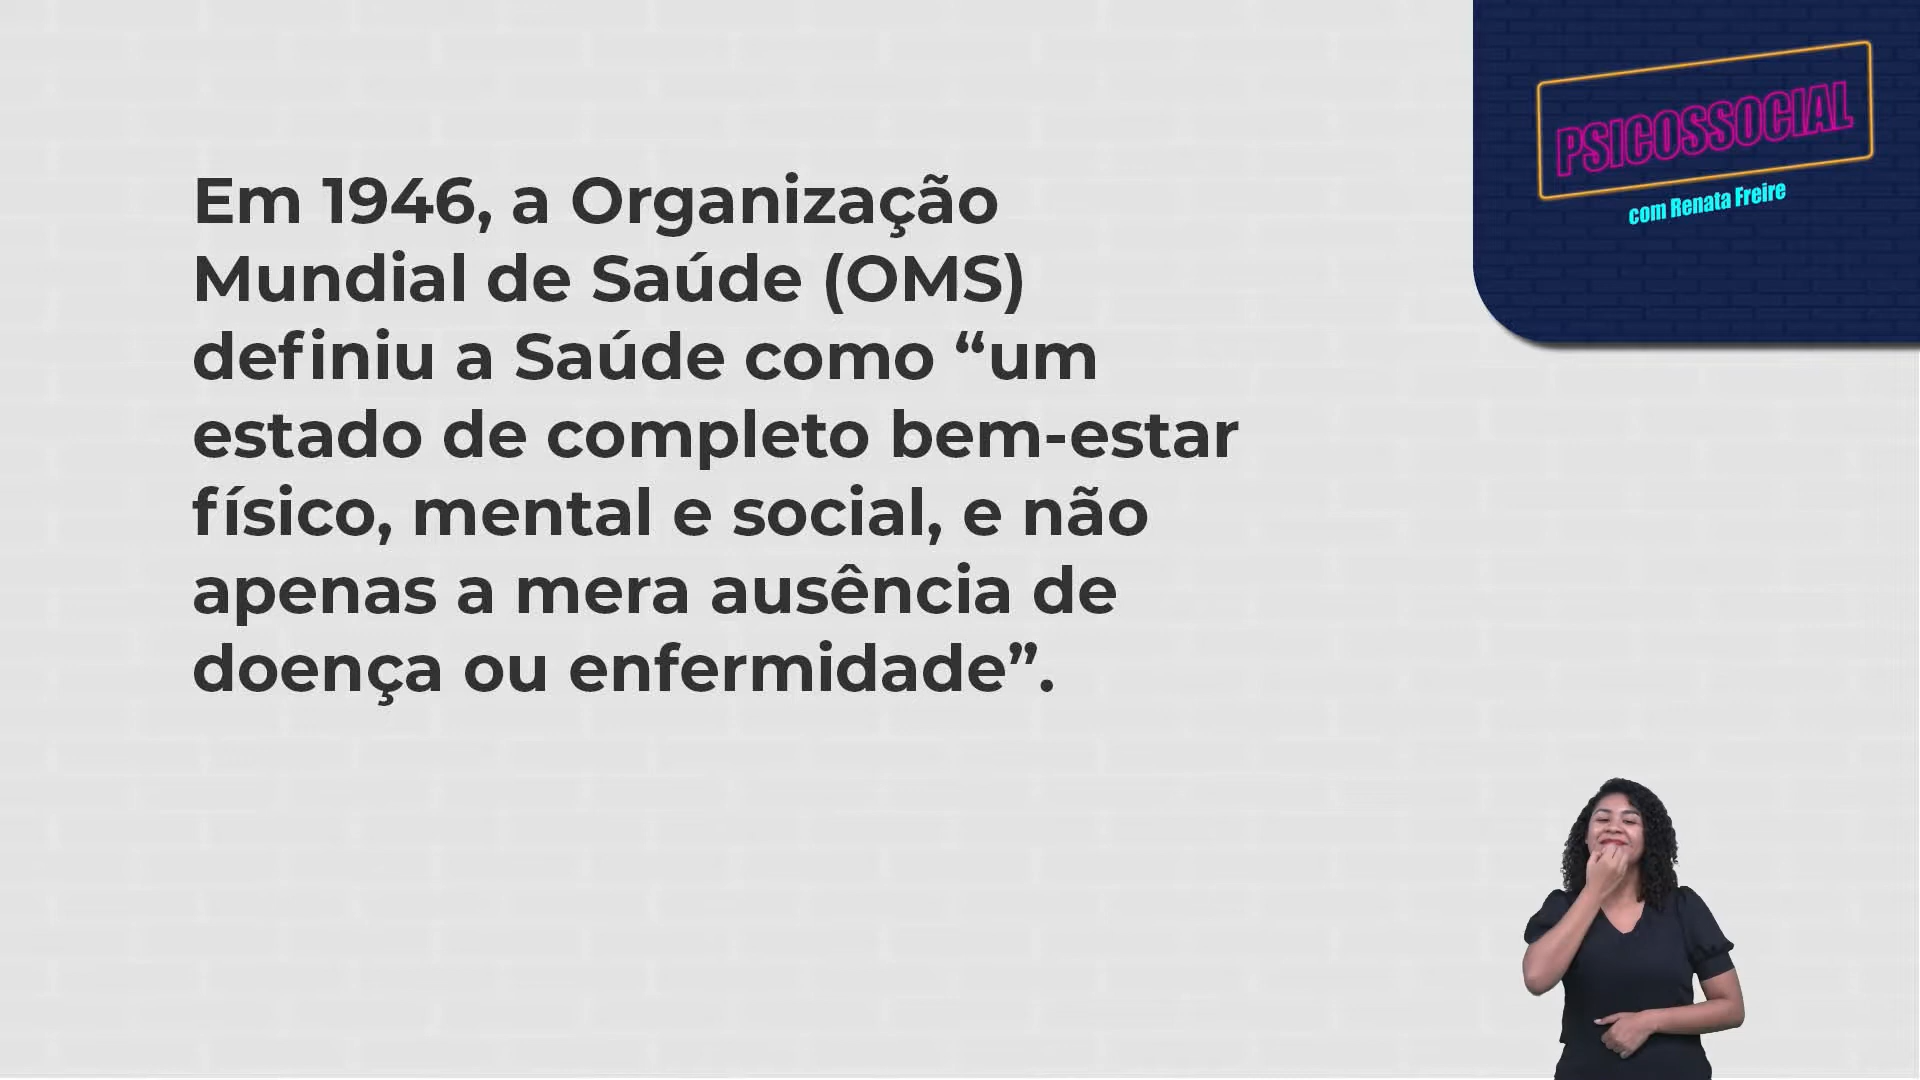 Em 1946, a Organização
Mundial de Saúde (OMS)
definiu a Saúde como “um
estado de completo bem-estar
físico, mental e social, e não
apenas a mera ausência de
doença ou enfermidade”.
PSICOSSOCIAL
com Renata Freire